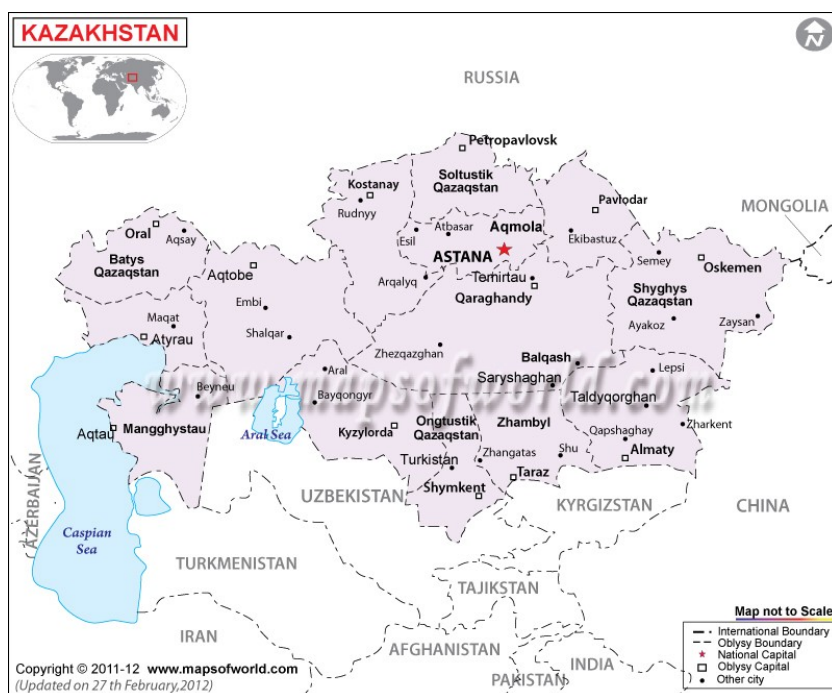 KAZAKHSTAN
N
RUSSIA
Petropavlovsk
Soltustik
Qazaqstan
Kostanay
Rudnyy
Pavlodar
MONGOLIA
Oral
Aqsay
Batys
Qazaqstan
Esil
Atbasar
Aqmola
ASTANA
Ekibastuz
Semey
Oskemen
Aqtobe
Arqalyq
Temirtau
Qaraghandy
Shyghys
Qazaqstan
Embi
Maqat
Atyrau
Shalqar
Ayakoz
Zaysan
Zhezqazghan
Balqash
www.mapsofworld.com
Aral
Saryshaghan
Lepsi
Beyneu
Bayqongyr
Taldyqorghan
Aqtau
Mangghystau
Aral Sea
Kyzylorda
Ongtustik
Qazaqstan
Zhambyl
Zharkent
Qapshaghay
Almaty
Turkistan
Zhangatas
Shu
Taraz
Shymkent
UZBEKISTAN
KYRGIZSTAN
CHINA
AZERBAIJAN
Caspian
Sea
TURKMENISTAN
TAJIKSTAN
IRAN
AFGHANISTAN
PAKISTAN
INDIA
Map not to Scale
International Boundary
Oblysy Boundary
National Capital
Oblysy Capital
Other city
Copyright © 2011-12 www.mapsofworld.com
(Updated on 27 th February,2012)